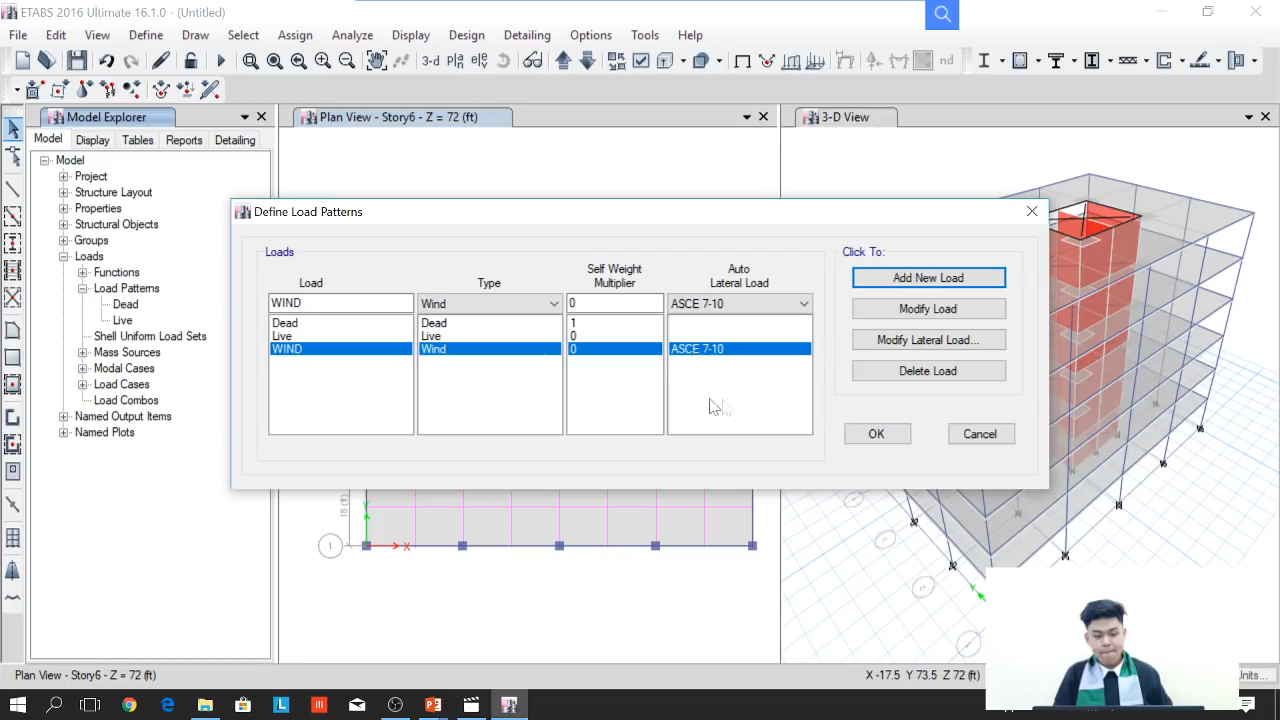 ETABS 2016 Ultimate 16.1.0 - (Untitled)
File Edit View Define Draw Select Assign Analyze Display Design Detailing Options Tools Help
3-d nd
Model Explorer
Plan View - Story6 - Z = 72 (ft)
3-D View
Model Display Tables Reports Detailing
Model
Project
Structure Layout
Properties
Structural Objects
Groups
Loads
Functions
Load Patterns
Dead
Live
Shell Uniform Load Sets
Mass Sources
Modal Cases
Load Cases
Load Combos
Named Output Items
Named Plots
Define Load Patterns
Loads
Click To:
Load Type Self Weight Multiplier Auto Lateral Load
WIND Wind 0 ASCE 7-10
Dead Dead 1
Live Live 0
WIND Wind 0 ASCE 7-10
Add New Load
Modify Load
Modify Lateral Load...
Delete Load
OK Cancel
18 (ft)
Y
1 X
Y
Plan View - Story6 - Z = 72 (ft)
X -17.5 Y 73.5 Z 72 (ft)
Units...